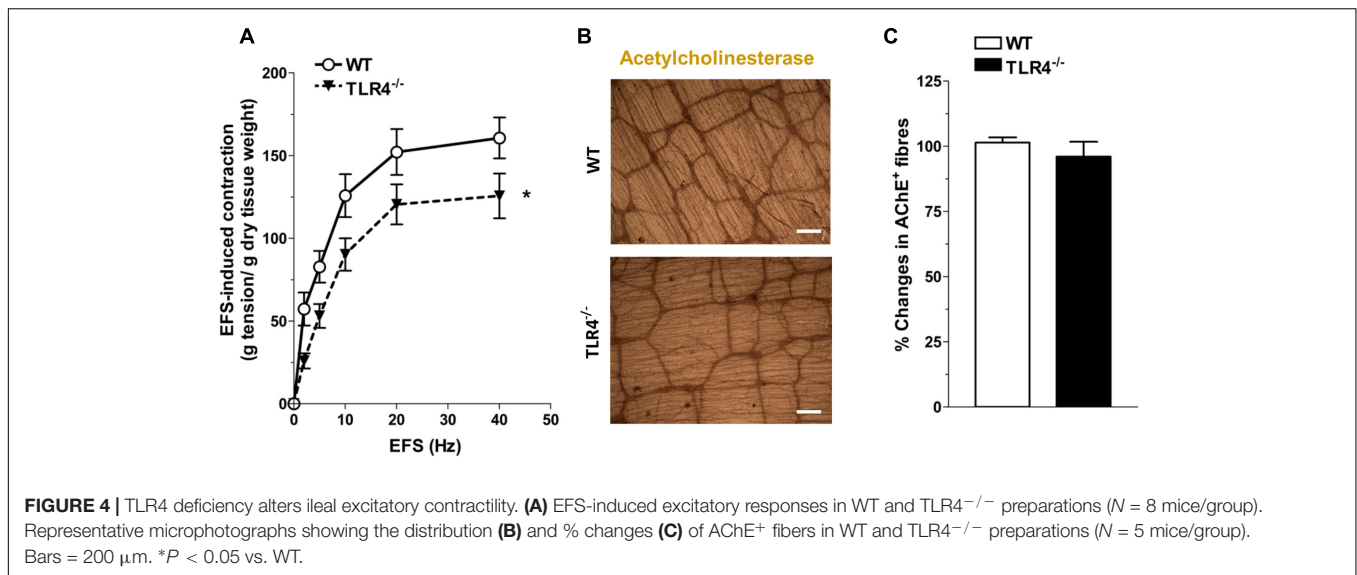 A
WT
TLR4-/-
200
150
100
50
0
0 10 20 30 40 50
EFS-induced contraction
(g tension/ g dry tissue weight)
EFS (Hz)
*
B
Acetylcholinesterase
WT
TLR4-/-
C
WT
TLR4-/-
125
100
75
50
25
0
% Changes in AChE+ fibres
FIGURE 4 | TLR4 deficiency alters ileal excitatory contractility. (A) EFS-induced excitatory responses in WT and TLR4−/− preparations (N = 8 mice/group).
Representative microphotographs showing the distribution (B) and % changes (C) of AChE+ fibers in WT and TLR4−/− preparations (N = 5 mice/group).
Bars = 200 μm. *P < 0.05 vs. WT.